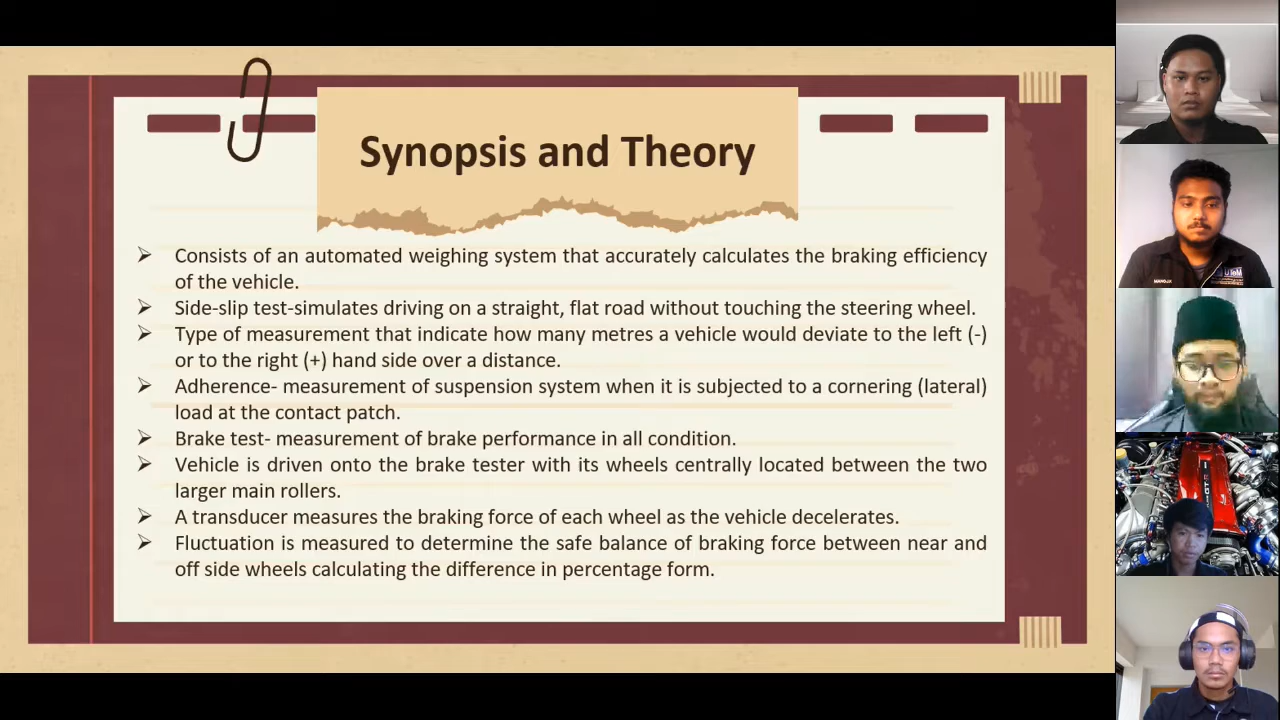 Synopsis and Theory
➢ Consists of an automated weighing system that accurately calculates the braking efficiency
of the vehicle.
➢ Side-slip test-simulates driving on a straight, flat road without touching the steering wheel.
➢ Type of measurement that indicate how many metres a vehicle would deviate to the left (-)
or to the right (+) hand side over a distance.
➢ Adherence- measurement of suspension system when it is subjected to a cornering (lateral)
load at the contact patch.
➢ Brake test- measurement of brake performance in all condition.
➢ Vehicle is driven onto the brake tester with its wheels centrally located between the two
larger main rollers.
➢ A transducer measures the braking force of each wheel as the vehicle decelerates.
➢ Fluctuation is measured to determine the safe balance of braking force between near and
off side wheels calculating the difference in percentage form.
UTeM